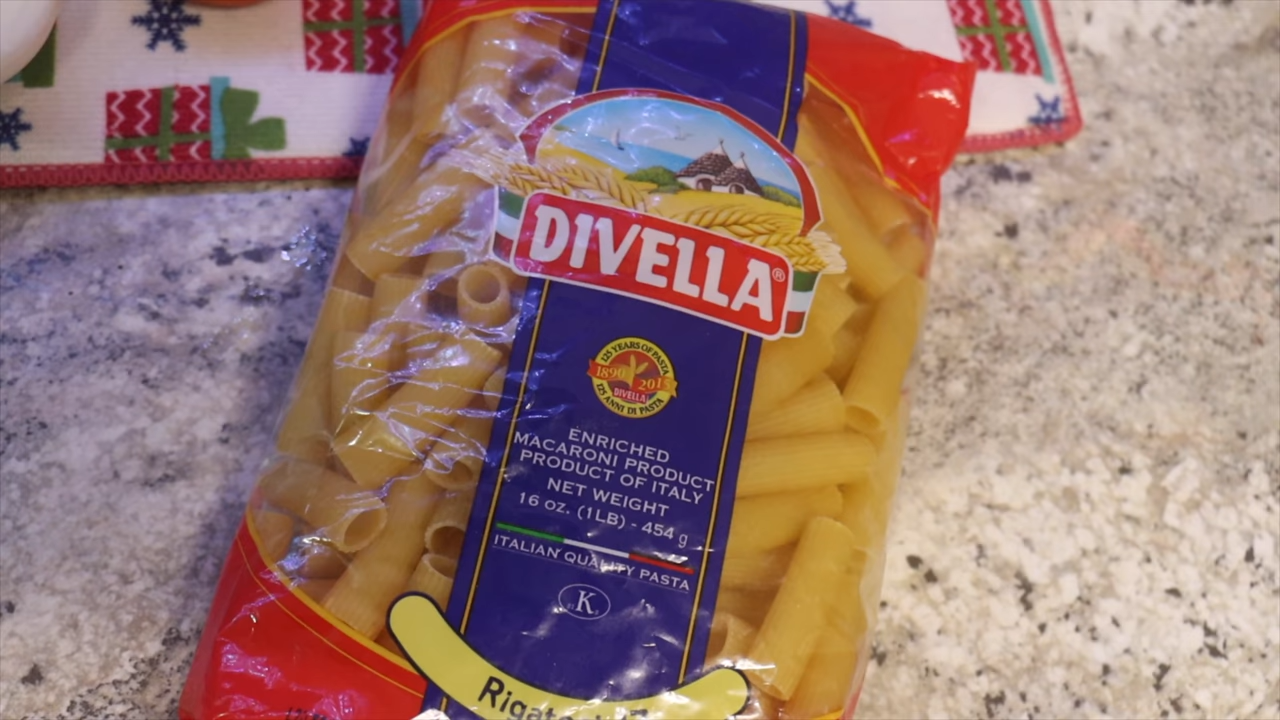 DIVELLA®
125 YEARS OF PASTA
1890 2015
DIVELLA
125 ANNI DI PASTA
ENRICHED
MACARONI PRODUCT
PRODUCT OF ITALY
NET WEIGHT
16 oz. (1LB) - 454 g
ITALIAN QUALITY PASTA
K